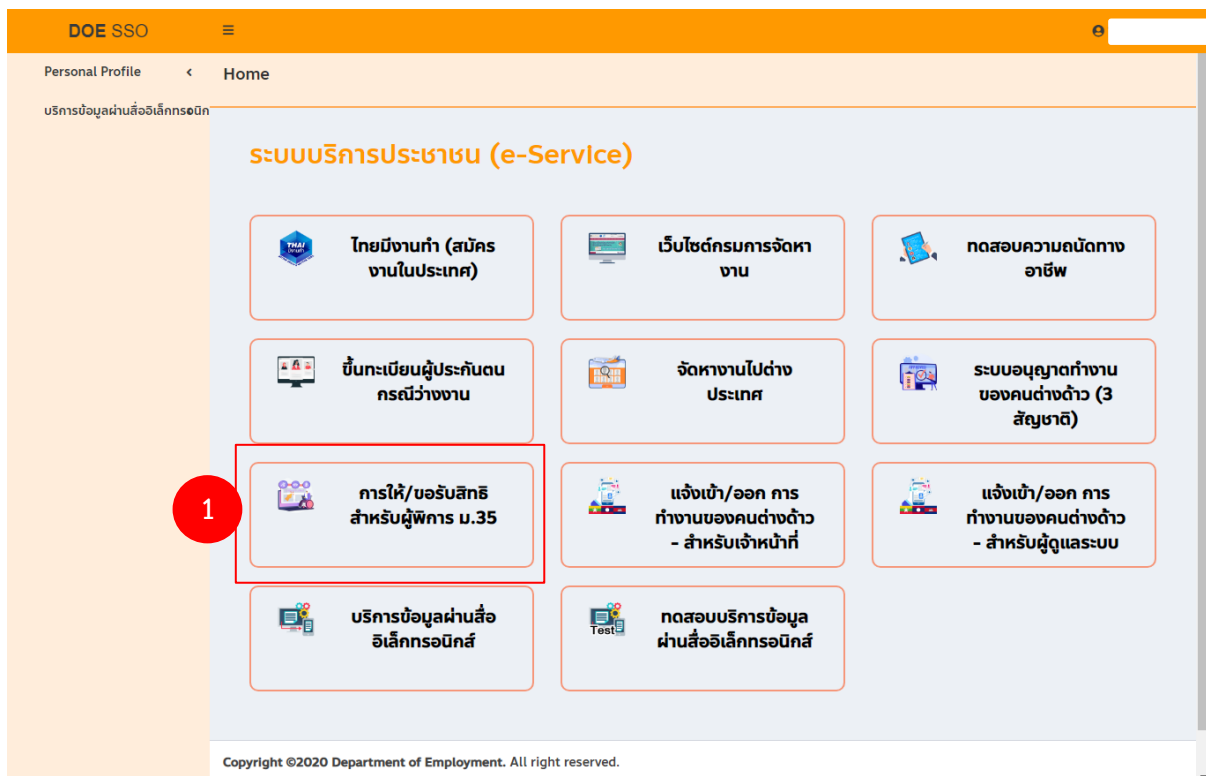 DOE SSO
Personal Profile
Home
บริการข้อมูลผ่านสื่ออิเล็กทรอนิก
ระบบบริการประชาชน (e-Service)
ไทยมีงานทำ (สมัคร
งานในประเทศ)
เว็บไซต์กรมการจัดหา
งาน
ทดสอบความถนัดทาง
อาชีพ
ขึ้นทะเบียนผู้ประกันตน
กรณีว่างงาน
จัดหางานไปต่าง
ประเทศ
ระบบอนุญาตทำงาน
ของคนต่างด้าว (3
สัญชาติ)
1
การให้/ขอรับสิทธิ
สำหรับผู้พิการ ม.35
แจ้งเข้า/ออก การ
ทำงานของคนต่างด้าว
- สำหรับเจ้าหน้าที่
แจ้งเข้า/ออก การ
ทำงานของคนต่างด้าว
- สำหรับผู้ดูแลระบบ
บริการข้อมูลผ่านสื่อ
อิเล็กทรอนิกส์
Test
ทดสอบบริการข้อมูล
ผ่านสื่ออิเล็กทรอนิกส์
Copyright ©2020 Department of Employment. All right reserved.